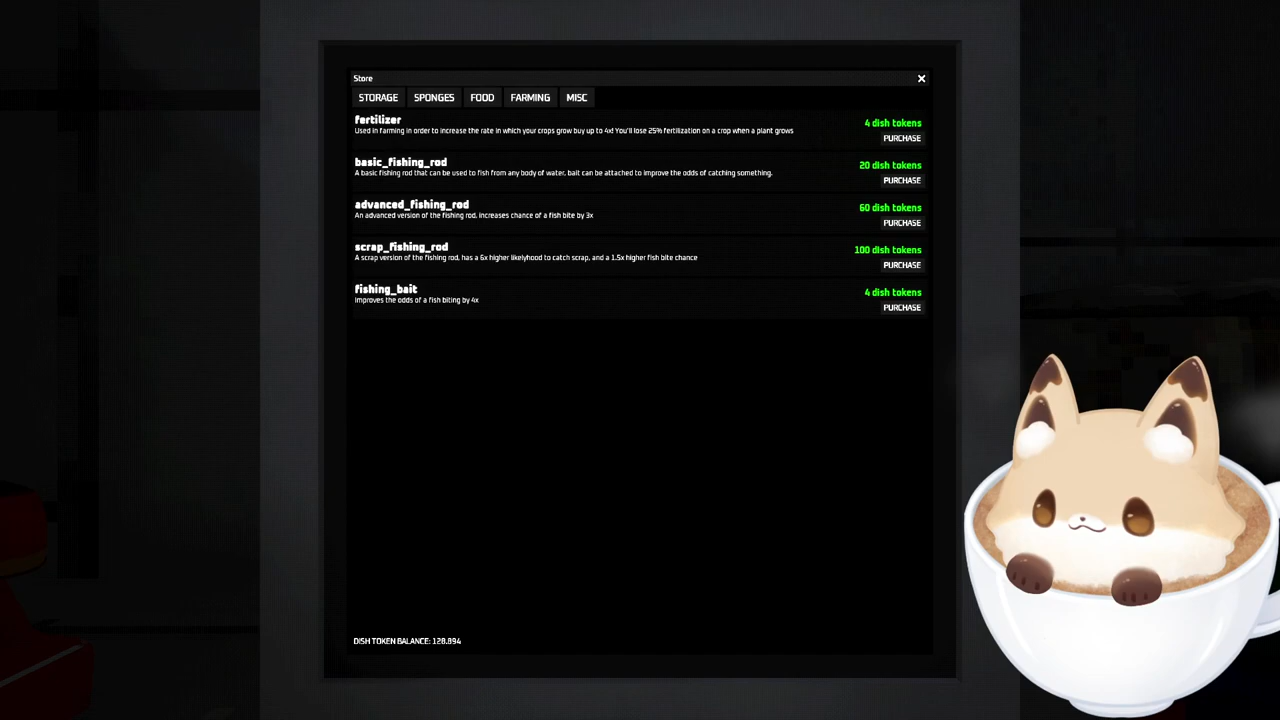 Store
STORAGE SPONGES FOOD FARMING MISC
fertilizer
4 dish tokens
Used in farming in order to increase the rate in which your crops grow buy up to 4x! You'll lose 25% fertilization on a crop when a plant grows
PURCHASE
basic_fishing_rod
20 dish tokens
A basic fishing rod that can be used to fish from any body of water, bait can be attached to improve the odds of catching something.
PURCHASE
advanced_fishing_rod
60 dish tokens
An advanced version of the fishing rod, increases chance of a fish bite by 3x
PURCHASE
scrap_fishing_rod
100 dish tokens
A scrap version of the fishing rod, has a 6x higher likelyhood to catch scrap, and a 1.5x higher fish bite chance
PURCHASE
fishing_bait
4 dish tokens
Improves the odds of a fish biting by 4x
PURCHASE
DISH TOKEN BALANCE: 128.894